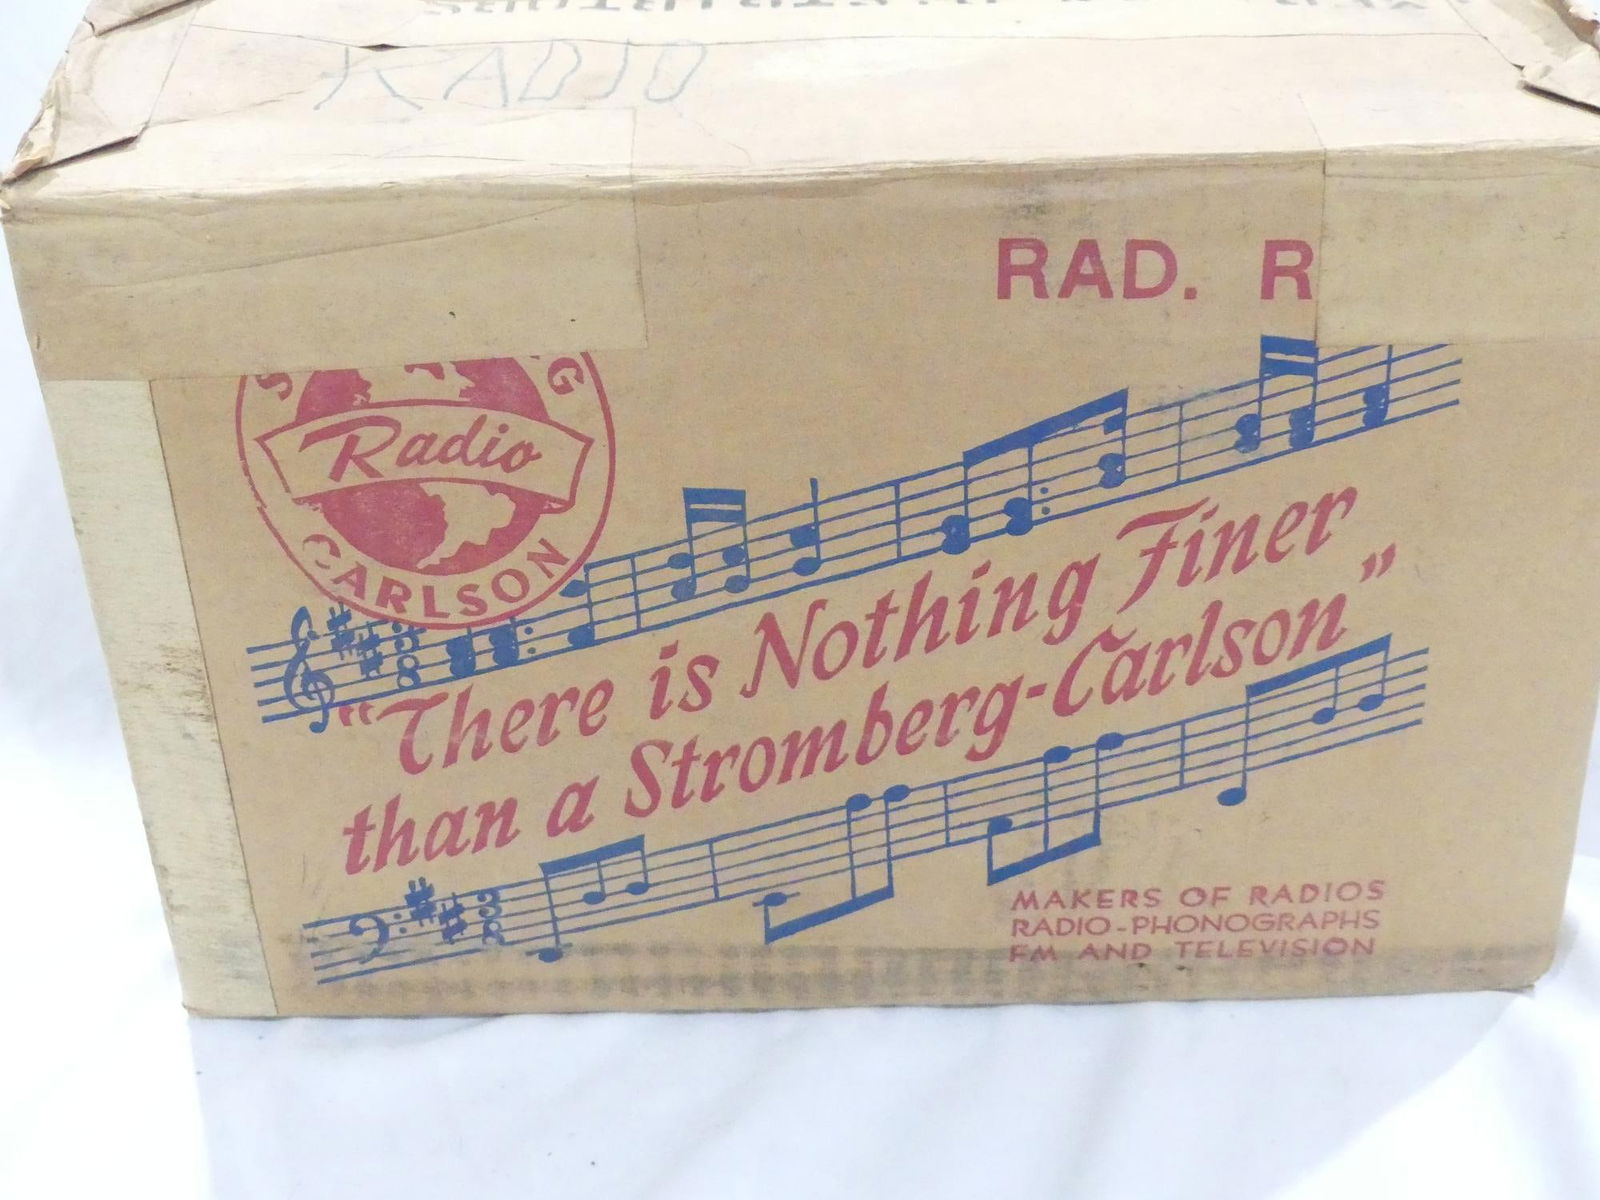 RADIO
RAD. R
Radio
CARLSON
"There is Nothing Finer
than a Stromberg-Carlson"
MAKERS OF RADIOS
RADIO-PHONOGRAPHS
FM AND TELEVISION